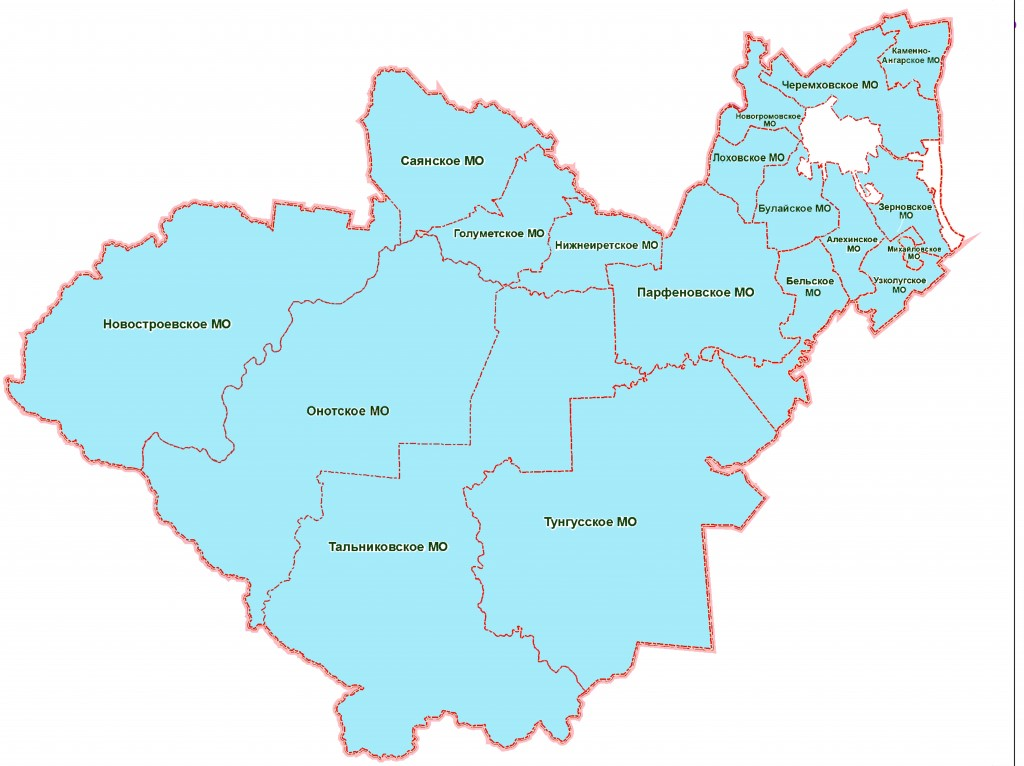 Каменно-
Ангарское МО
Черемховское МО
Новогромовское
МО
Лоховское МО
Саянское МО
Булайское МО
Зерновское
МО
Голуметское МО
Нижнеиретское МО
Алехинское
МО
Михайловское
МО
Бельское
МО
Узколугское
МО
Парфеновское МО
Новостроевское МО
Онотское МО
Тунгусское МО
Тальниковское МО